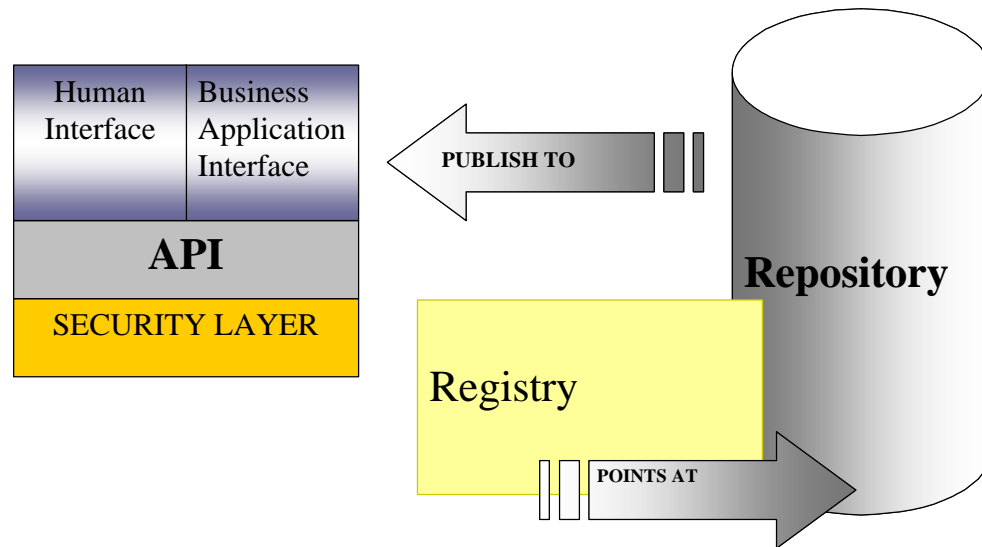 Human
Interface
Business
Application
Interface
API
SECURITY LAYER
PUBLISH TO
Repository
Registry
POINTS AT